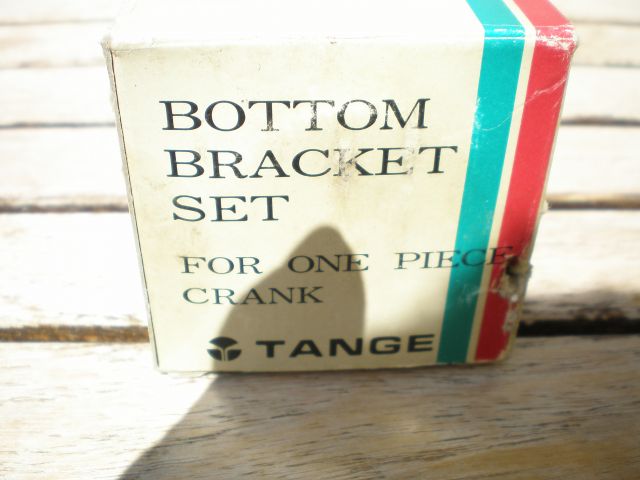 BOTTOM
BRACKET
SET
FOR ONE PIECE
CRANK
TANGE